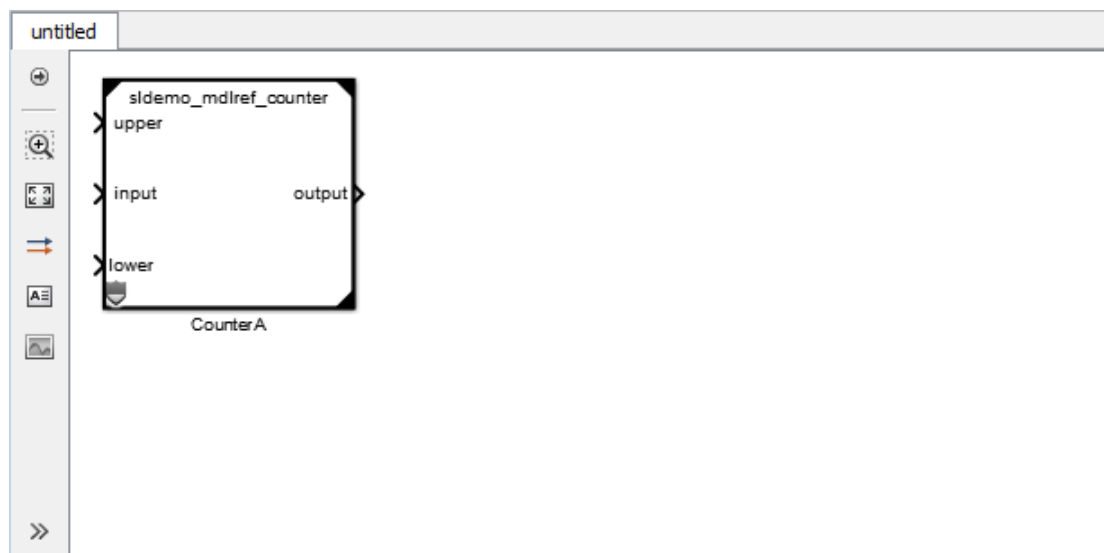 untitled
sldemo_mdlref_counter
upper
input
output
lower
CounterA